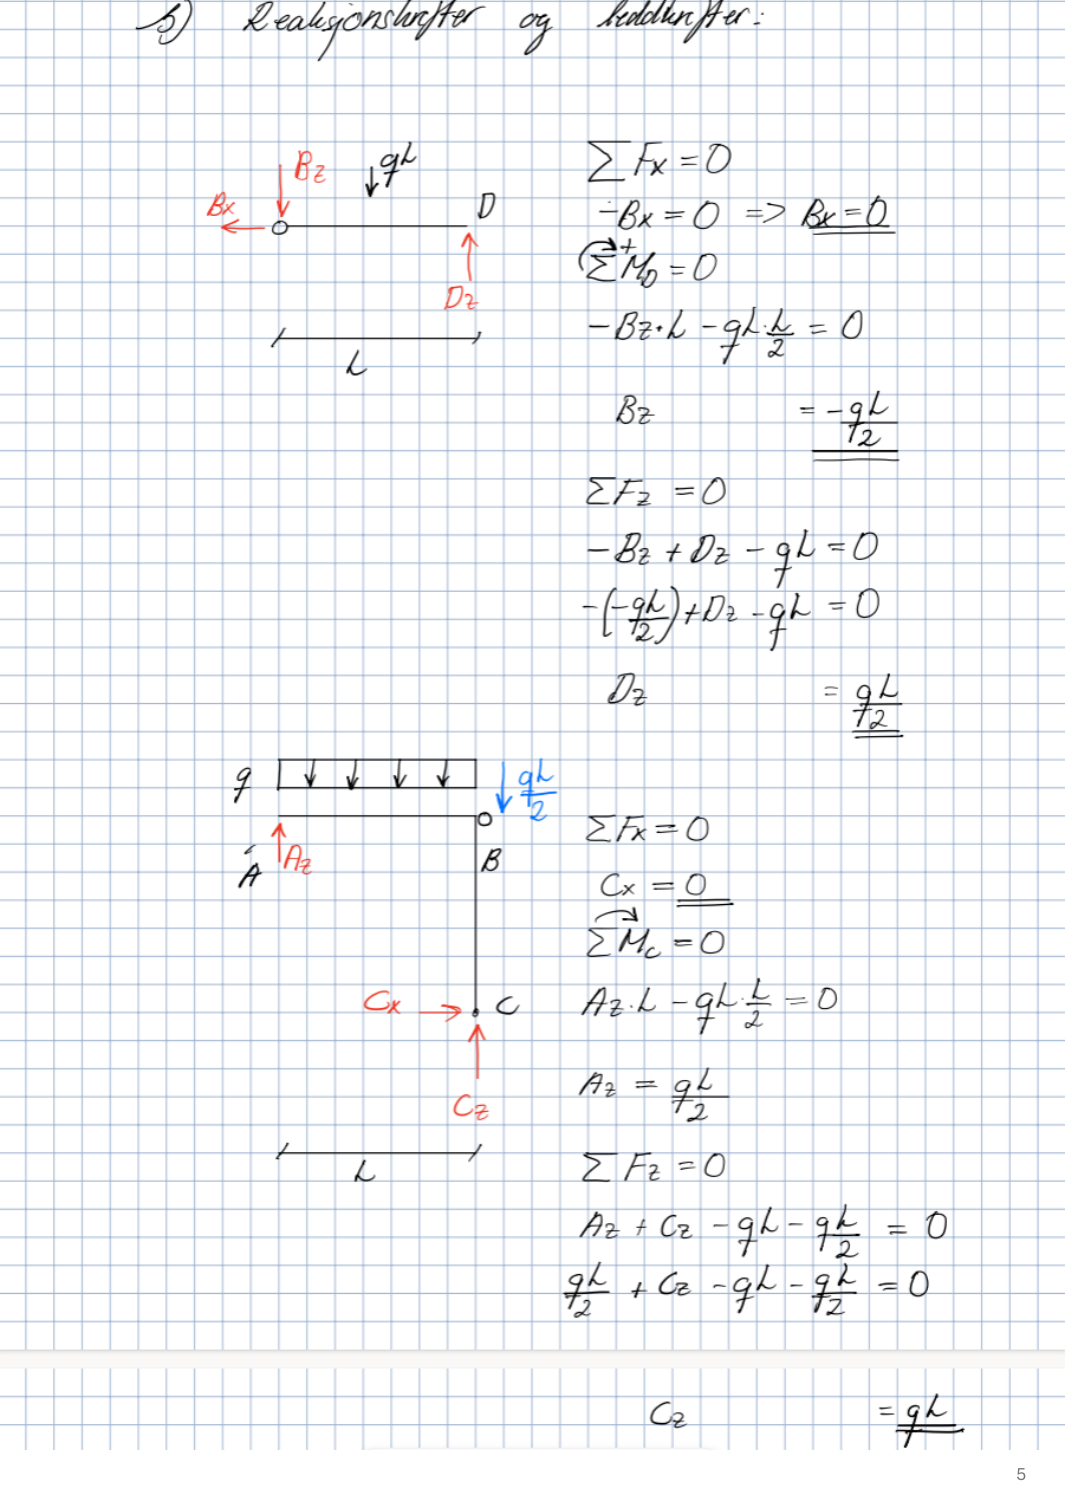 b) Reaksjonskrefter og leddkrefter:
Bz
qL
Bx
D
Dz
L
ΣFx = 0
-Bx = 0 => Bx = 0
ΣM_D = 0 +
-Bz·L - qL·L/2 = 0
Bz = -qL/2
ΣFz = 0
-Bz + Dz - qL = 0
-(-qL/2) + Dz - qL = 0
Dz = qL/2
q
qL/2
A
Az
B
Cx
C
Cz
L
ΣFx = 0
Cx = 0
ΣMc = 0
Az·L - qL·L/2 = 0
Az = qL/2
ΣFz = 0
Az + Cz - qL - qL/2 = 0
qL/2 + Cz - qL - qL/2 = 0
Cz = qL
5